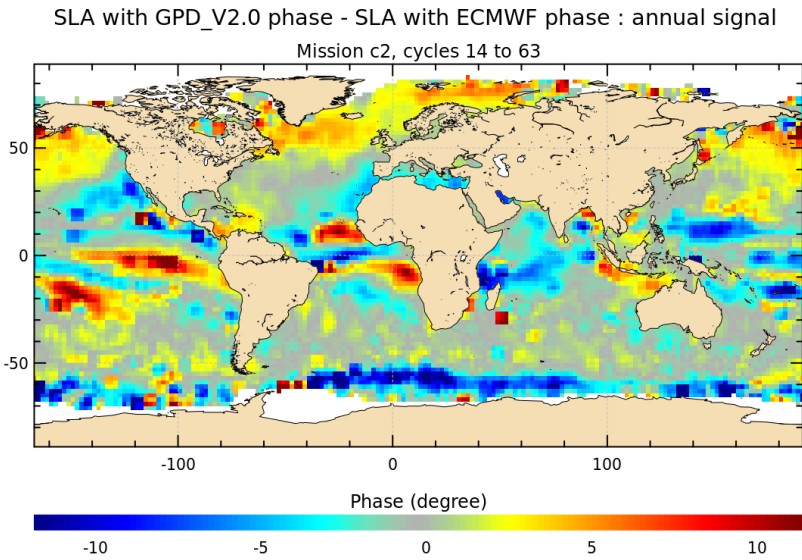 SLA with GPD_V2.0 phase - SLA with ECMWF phase : annual signal
Mission c2, cycles 14 to 63
50
0
-50
-100 0 100
Phase (degree)
-10 -5 0 5 10